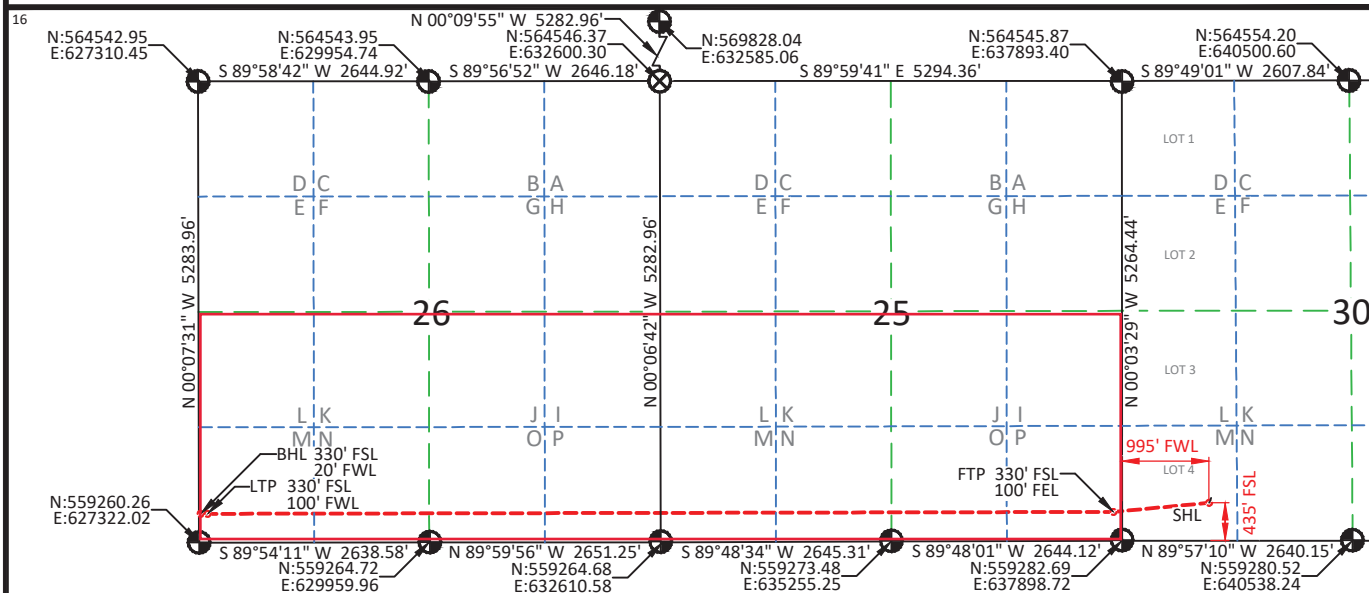 16
N 00°09'55" W 5282.96'
N:564542.95
E:627310.45
N:564543.95
E:629954.74
N:564546.37
E:632600.30
N:569828.04
E:632585.06
N:564545.87
E:637893.40
N:564554.20
E:640500.60
S 89°58'42" W 2644.92'
S 89°56'52" W 2646.18'
S 89°59'41" E 5294.36'
S 89°49'01" W 2607.84'
LOT 1
D C
E F
B A
G H
D C
E F
B A
G H
D C
E F
N 00°07'31" W 5283.96'
N 00°06'42" W 5282.96'
N 00°03'29" W 5264.44'
LOT 2
26
25
30
LOT 3
L K
M N
J I
O P
L K
M N
J I
O P
L K
M N
995' FWL
LOT 4
BHL 330' FSL
20' FWL
LTP 330' FSL
100' FWL
FTP 330' FSL
100' FEL
SHL
435' FSL
N:559260.26
E:627322.02
S 89°54'11" W 2638.58'
N 89°59'56" W 2651.25'
S 89°48'34" W 2645.31'
S 89°48'01" W 2644.12'
N 89°57'10" W 2640.15'
N:559264.72
E:629959.96
N:559264.68
E:632610.58
N:559273.48
E:635255.25
N:559282.69
E:637898.72
N:559280.52
E:640538.24